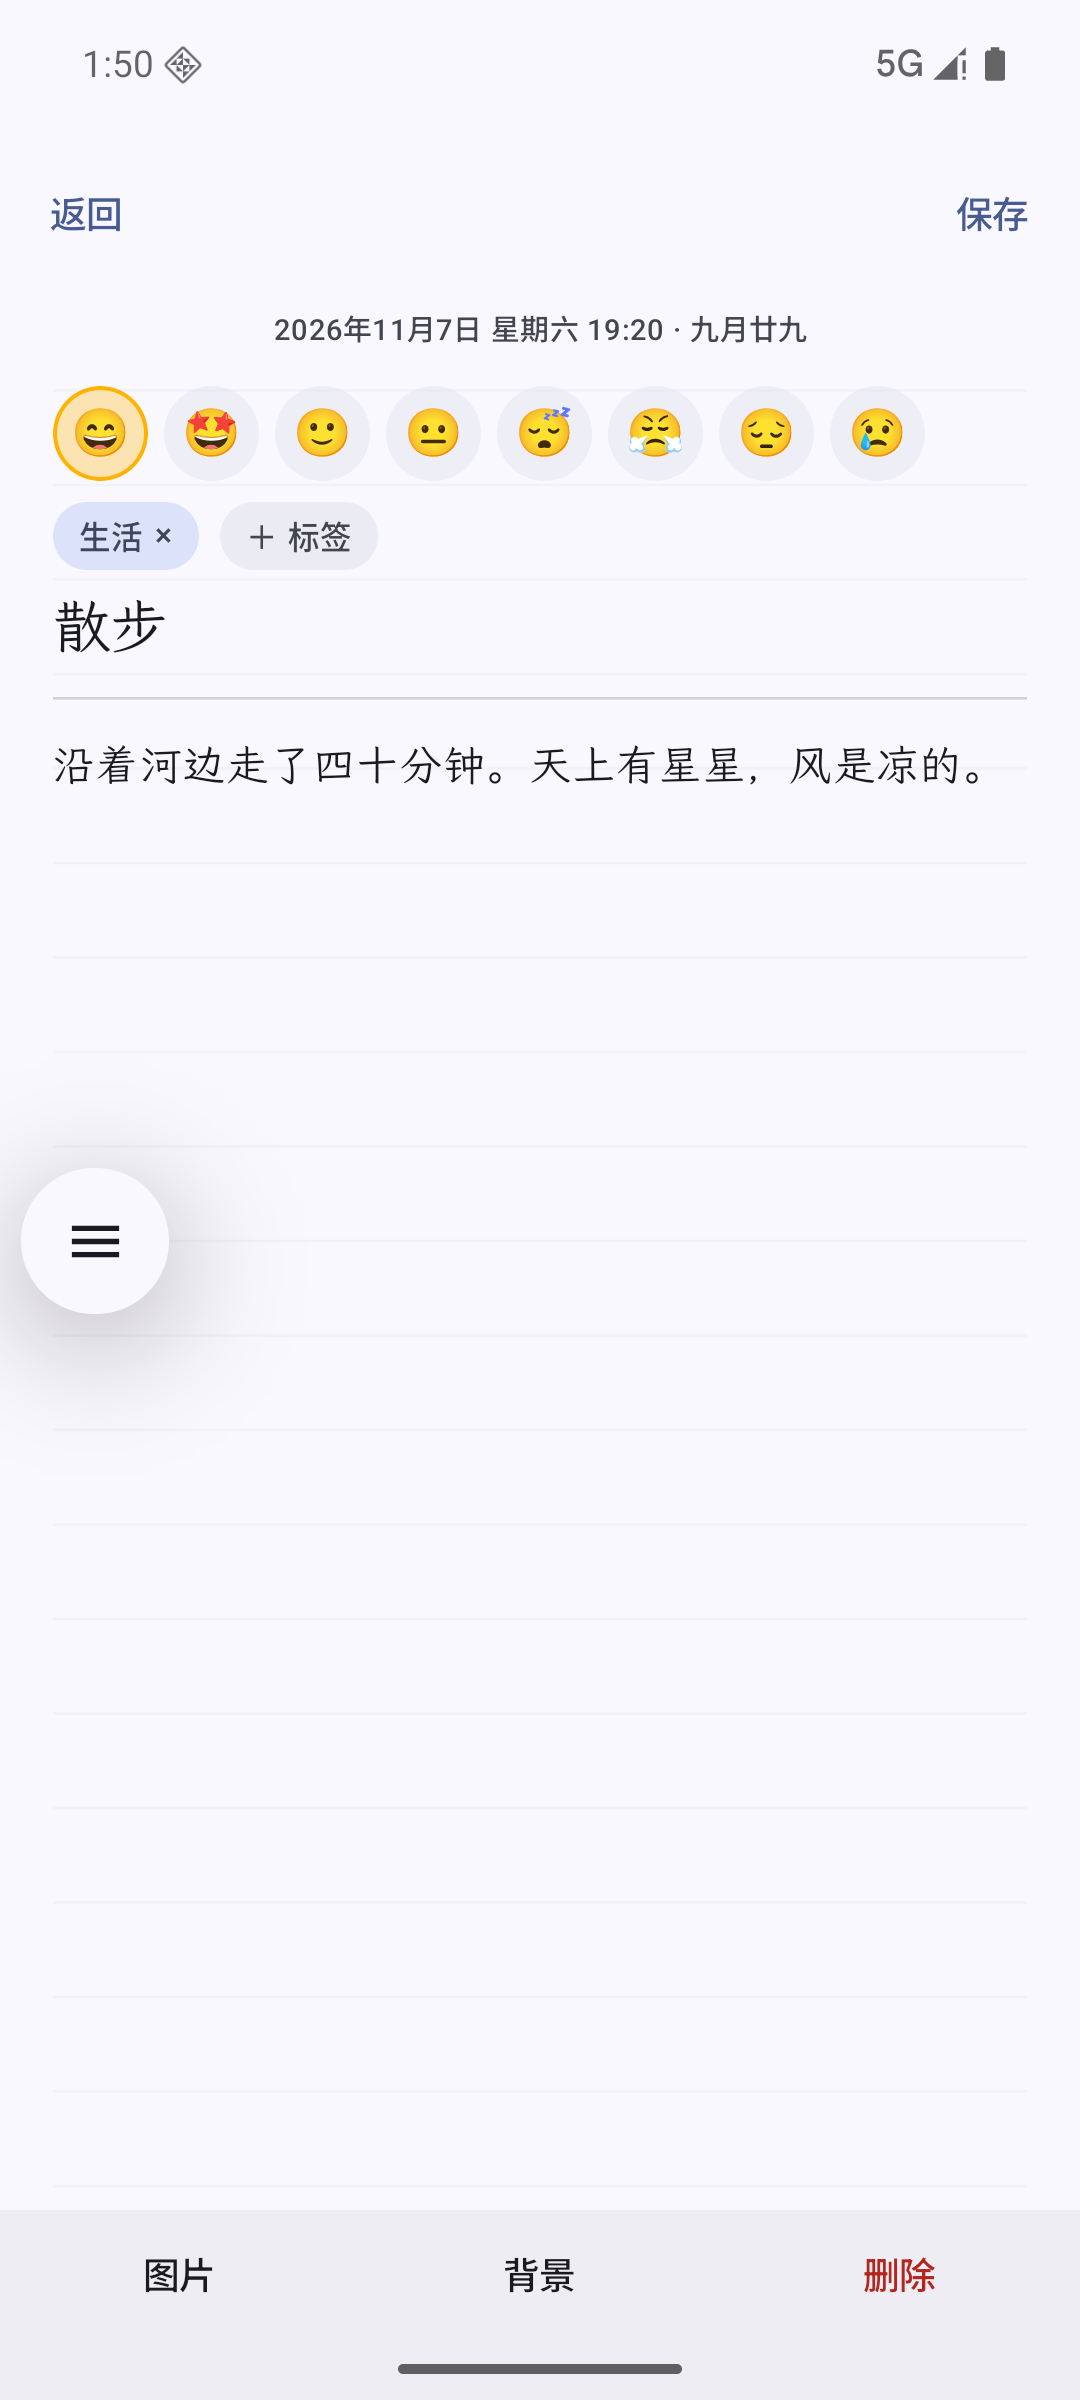 1:50
5G
返回
保存
2026年11月7日 星期六 19:20 · 九月廿九
生活 ×
+ 标签
散步
沿着河边走了四十分钟。天上有星星，风是凉的。
图片
背景
删除